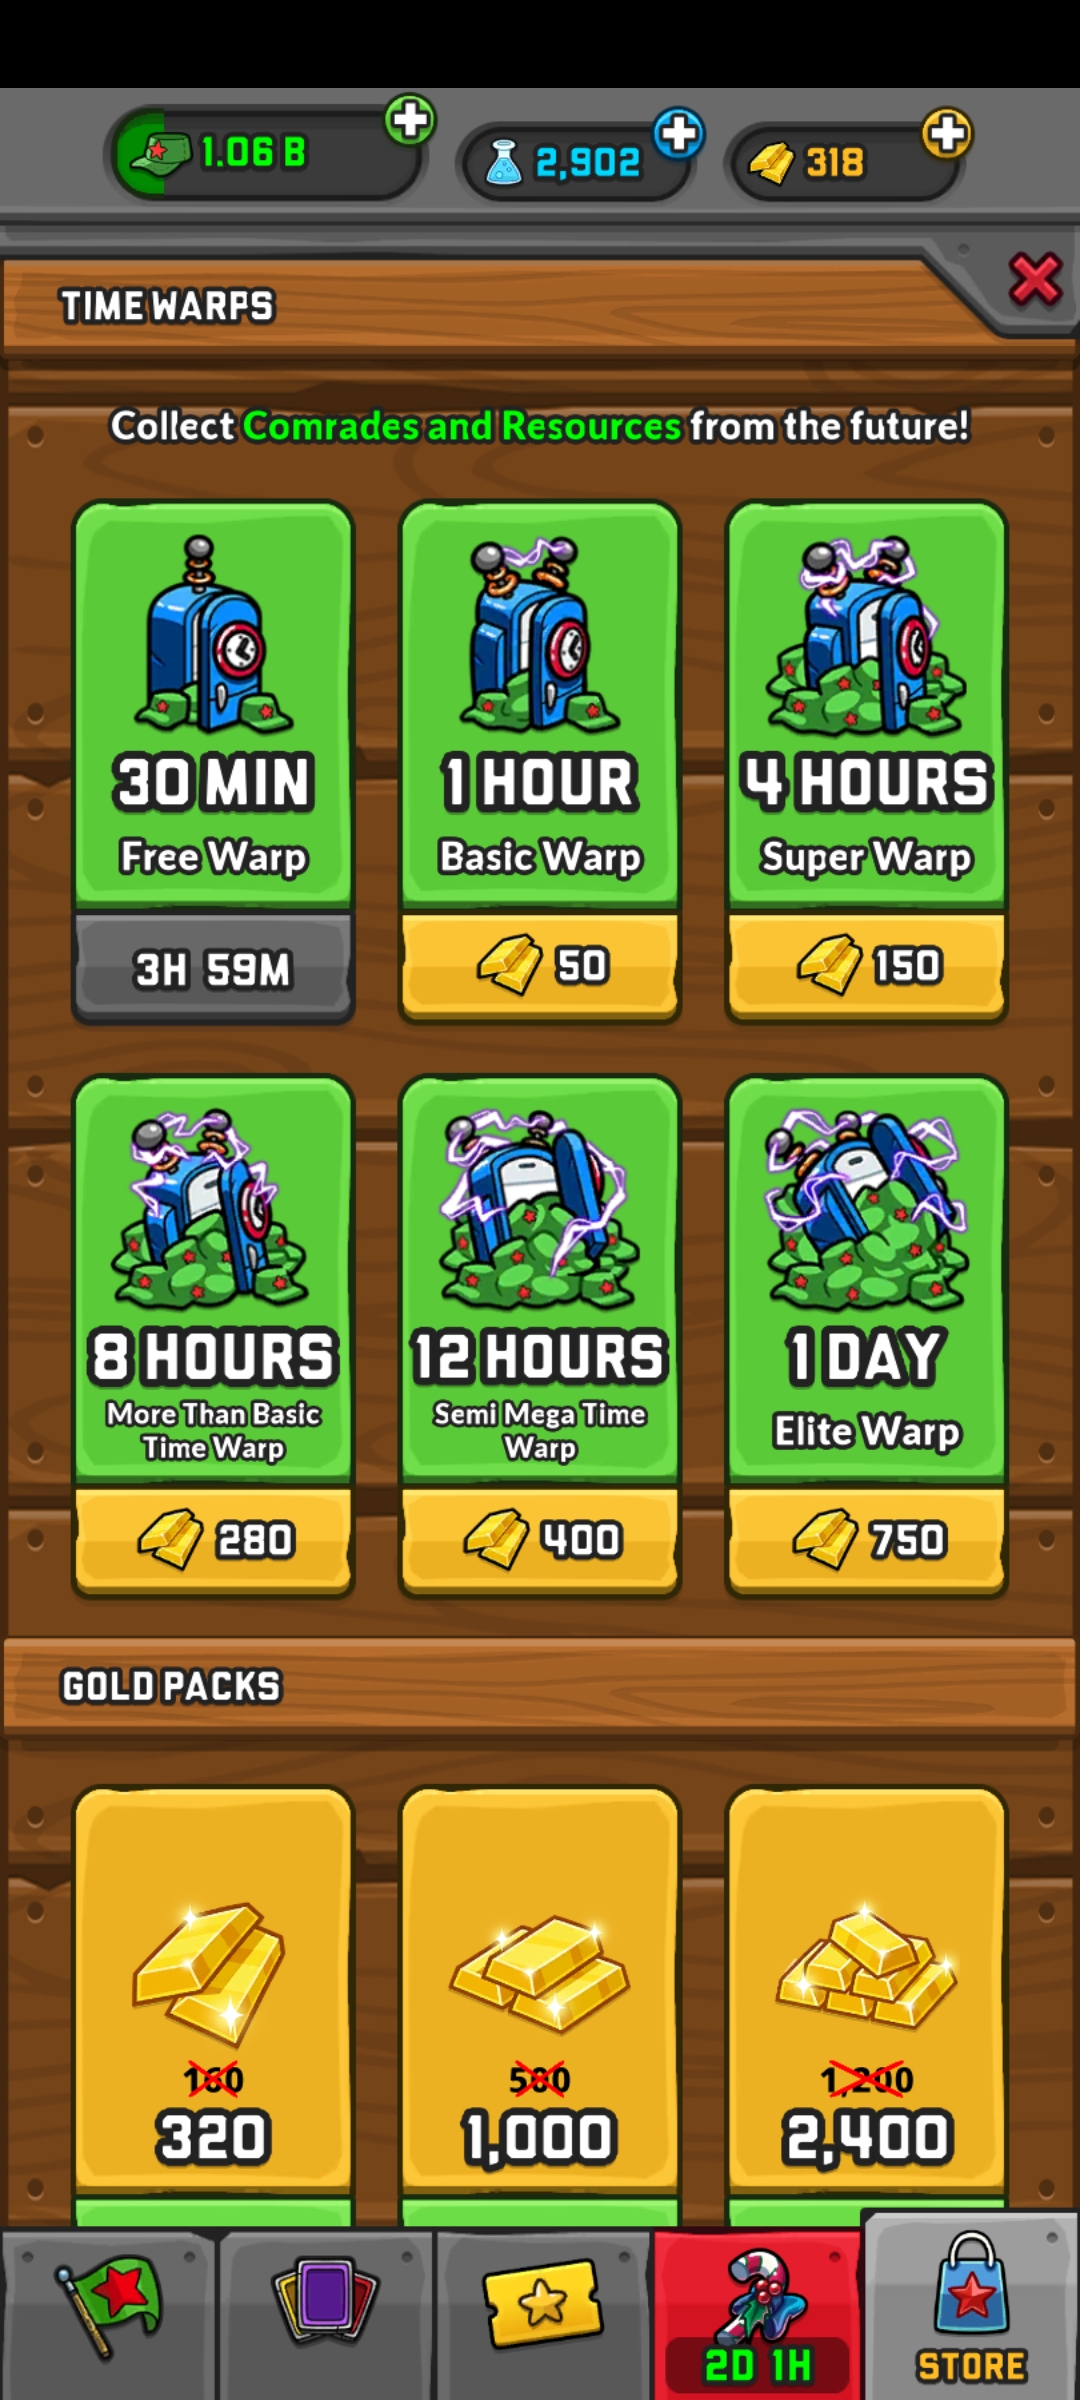 1.06 B
2,902
318
TIME WARPS
Collect Comrades and Resources from the future!
30 MIN
Free Warp
3H 59M
1 HOUR
Basic Warp
50
4 HOURS
Super Warp
150
8 HOURS
More Than Basic
Time Warp
280
12 HOURS
Semi Mega Time
Warp
400
1 DAY
Elite Warp
750
GOLD PACKS
160
320
500
1,000
1,200
2,400
2D 1H
STORE